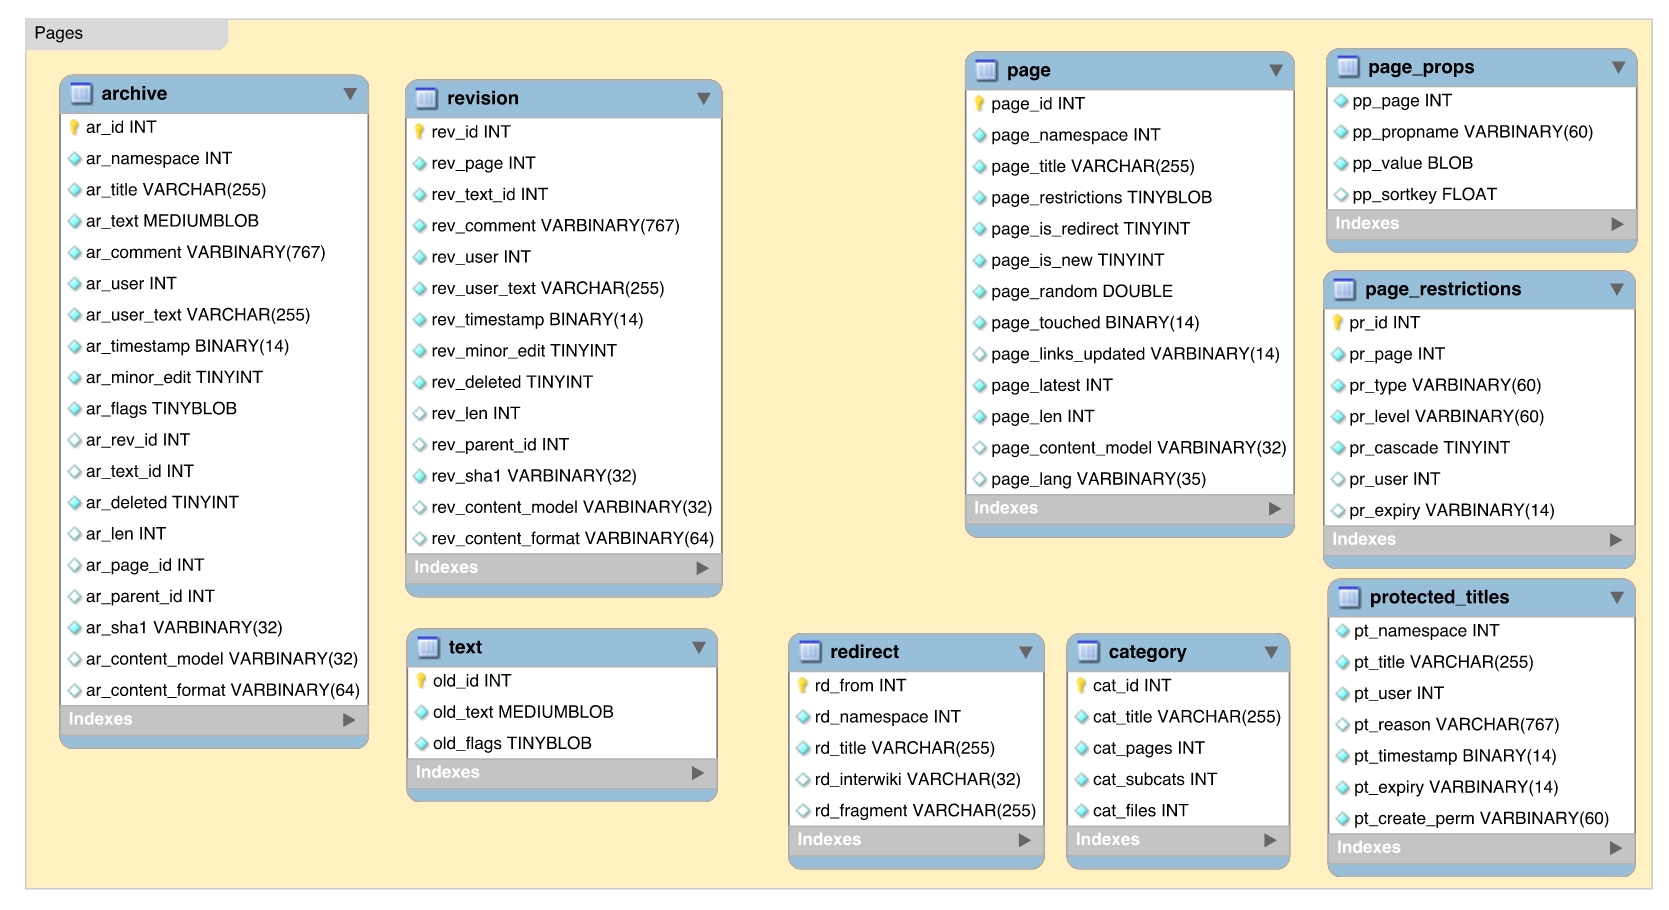 Pages
archive
ar_id INT
ar_namespace INT
ar_title VARCHAR(255)
ar_text MEDIUMBLOB
ar_comment VARBINARY(767)
ar_user INT
ar_user_text VARCHAR(255)
ar_timestamp BINARY(14)
ar_minor_edit TINYINT
ar_flags TINYBLOB
ar_rev_id INT
ar_text_id INT
ar_deleted TINYINT
ar_len INT
ar_page_id INT
ar_parent_id INT
ar_sha1 VARBINARY(32)
ar_content_model VARBINARY(32)
ar_content_format VARBINARY(64)
Indexes
revision
rev_id INT
rev_page INT
rev_text_id INT
rev_comment VARBINARY(767)
rev_user INT
rev_user_text VARCHAR(255)
rev_timestamp BINARY(14)
rev_minor_edit TINYINT
rev_deleted TINYINT
rev_len INT
rev_parent_id INT
rev_sha1 VARBINARY(32)
rev_content_model VARBINARY(32)
rev_content_format VARBINARY(64)
Indexes
text
old_id INT
old_text MEDIUMBLOB
old_flags TINYBLOB
Indexes
page
page_id INT
page_namespace INT
page_title VARCHAR(255)
page_restrictions TINYBLOB
page_is_redirect TINYINT
page_is_new TINYINT
page_random DOUBLE
page_touched BINARY(14)
page_links_updated VARBINARY(14)
page_latest INT
page_len INT
page_content_model VARBINARY(32)
page_lang VARBINARY(35)
Indexes
redirect
rd_from INT
rd_namespace INT
rd_title VARCHAR(255)
rd_interwiki VARCHAR(32)
rd_fragment VARCHAR(255)
Indexes
category
cat_id INT
cat_title VARCHAR(255)
cat_pages INT
cat_subcats INT
cat_files INT
Indexes
page_props
pp_page INT
pp_propname VARBINARY(60)
pp_value BLOB
pp_sortkey FLOAT
Indexes
page_restrictions
pr_id INT
pr_page INT
pr_type VARBINARY(60)
pr_level VARBINARY(60)
pr_cascade TINYINT
pr_user INT
pr_expiry VARBINARY(14)
Indexes
protected_titles
pt_namespace INT
pt_title VARCHAR(255)
pt_user INT
pt_reason VARCHAR(767)
pt_timestamp BINARY(14)
pt_expiry VARBINARY(14)
pt_create_perm VARBINARY(60)
Indexes